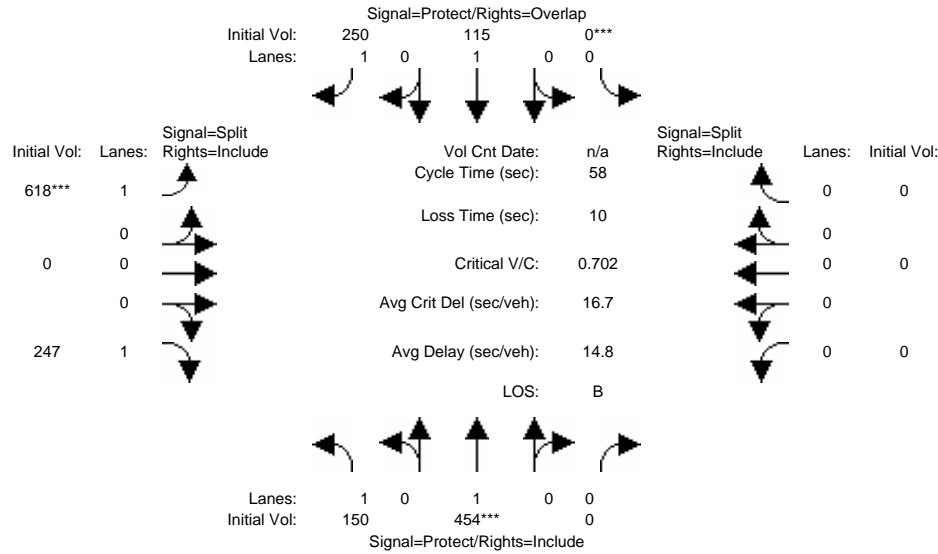 Signal=Protect/Rights=Overlap
Initial Vol: 250 115 0***
Lanes: 1 0 1 0 0
Signal=Split
Rights=Include
Initial Vol: Lanes:
Vol Cnt Date: n/a
Signal=Split
Rights=Include
Lanes: Initial Vol:
Cycle Time (sec): 58
618*** 1
0 0
Loss Time (sec): 10
0
0
0 0
Critical V/C: 0.702
0 0
0
Avg Crit Del (sec/veh): 16.7
0
247 1
Avg Delay (sec/veh): 14.8
0 0
LOS: B
Lanes: 1 0 1 0 0
Initial Vol: 150 454*** 0
Signal=Protect/Rights=Include